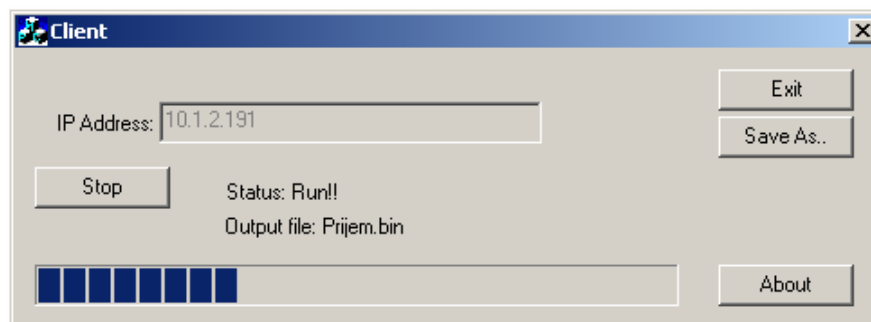 Client
Exit
IP Address: 10.1.2.191
Save As..
Stop
Status: Run!!
Output file: Prijem.bin
About